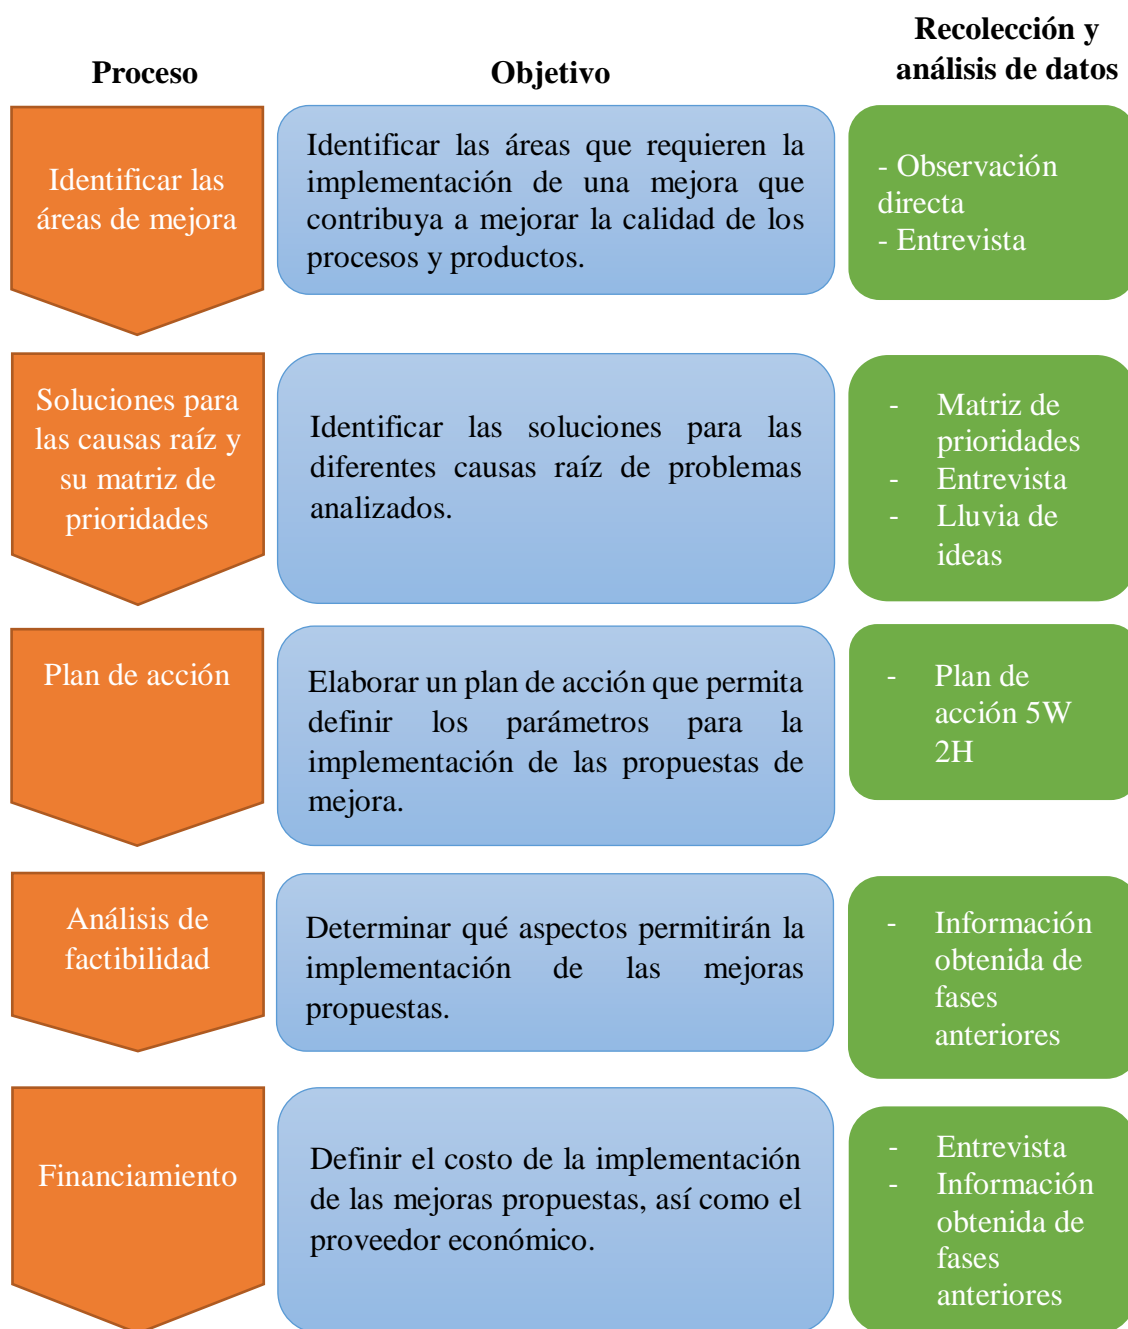 Proceso
Objetivo
Recolección y
análisis de datos
Identificar las
áreas de mejora
Identificar las áreas que requieren la
implementación de una mejora que
contribuya a mejorar la calidad de los
procesos y productos.
- Observación
directa
- Entrevista
Soluciones para
las causas raíz y
su matriz de
prioridades
Identificar las soluciones para las
diferentes causas raíz de problemas
analizados.
- Matriz de
prioridades
- Entrevista
- Lluvia de
ideas
Plan de acción
Elaborar un plan de acción que permita
definir los parámetros para la
implementación de las propuestas de
mejora.
- Plan de
acción 5W
2H
Análisis de
factibilidad
Determinar qué aspectos permitirán la
implementación de las mejoras
propuestas.
- Información
obtenida de
fases
anteriores
Financiamiento
Definir el costo de la implementación
de las mejoras propuestas, así como el
proveedor económico.
- Entrevista
- Información
obtenida de
fases
anteriores